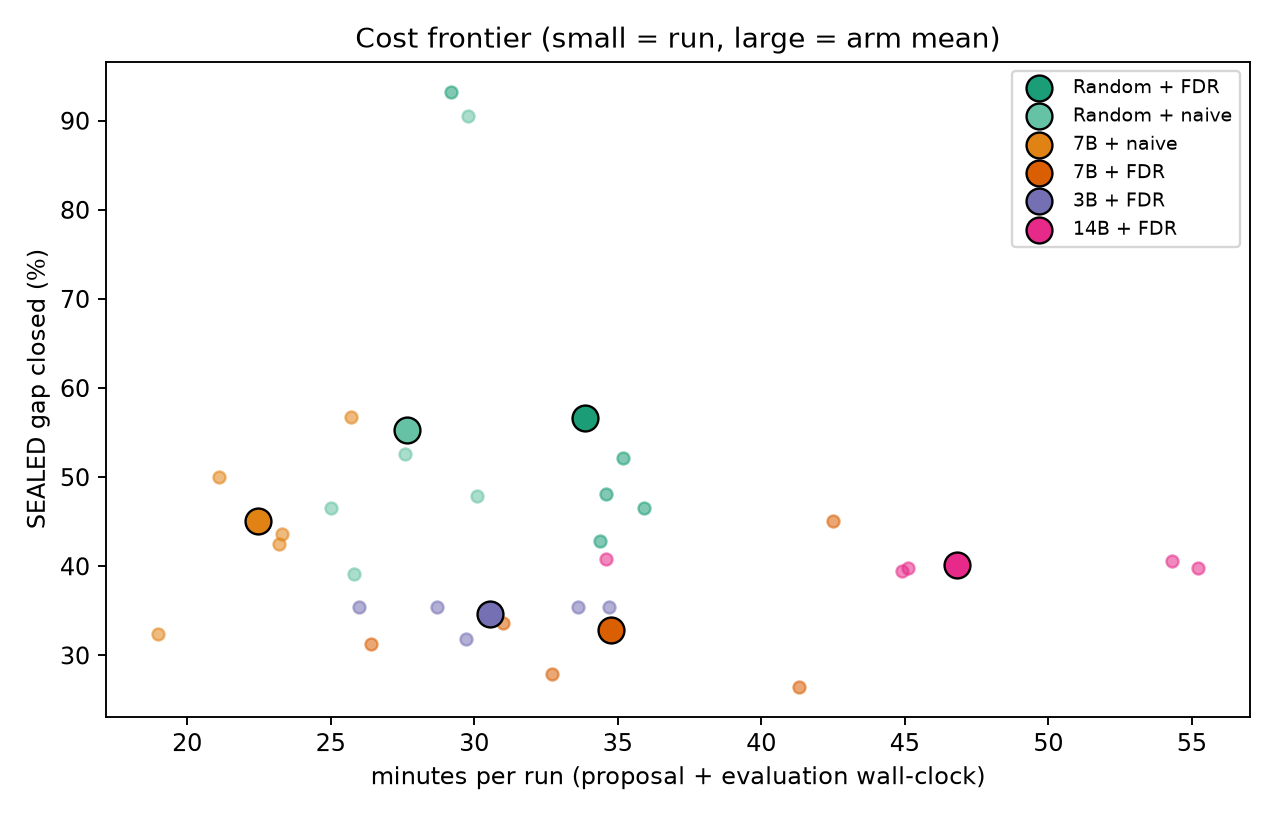 Cost frontier (small = run, large = arm mean)
Random + FDR
Random + naive
7B + naive
7B + FDR
3B + FDR
14B + FDR
SEALED gap closed (%)
90
80
70
60
50
40
30
20 25 30 35 40 45 50 55
minutes per run (proposal + evaluation wall-clock)